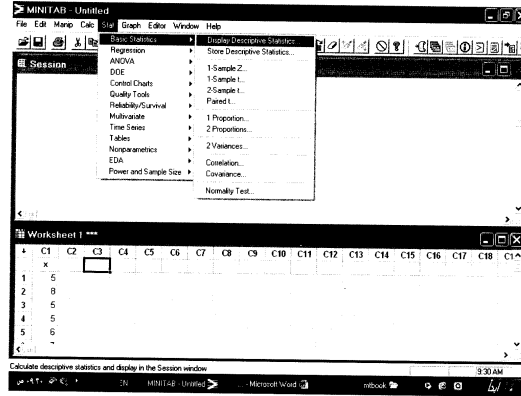 MINITAB - Untitled
File Edit Manip Calc Stat Graph Editor Window Help
Basic Statistics
Regression
ANOVA
DOE
Control Charts
Quality Tools
Reliability/Survival
Multivariate
Time Series
Tables
Nonparametrics
EDA
Power and Sample Size
Display Descriptive Statistics
Store Descriptive Statistics...
1-Sample Z...
1-Sample t...
2-Sample t...
Paired t...
1 Proportion...
2 Proportions...
2 Variances...
Correlation...
Covariance...
Normality Test...
Session
Worksheet 1 ***
C1 C2 C3 C4 C5 C6 C7 C8 C9 C10 C11 C12 C13 C14 C15 C16 C17 C18
x
1 5
2 8
3 5
4 5
5 6
Calculate descriptive statistics and display in the Session window
9:30 AM
EN MINITAB - Untitled ... - Microsoft Word mtbook
ابدأ